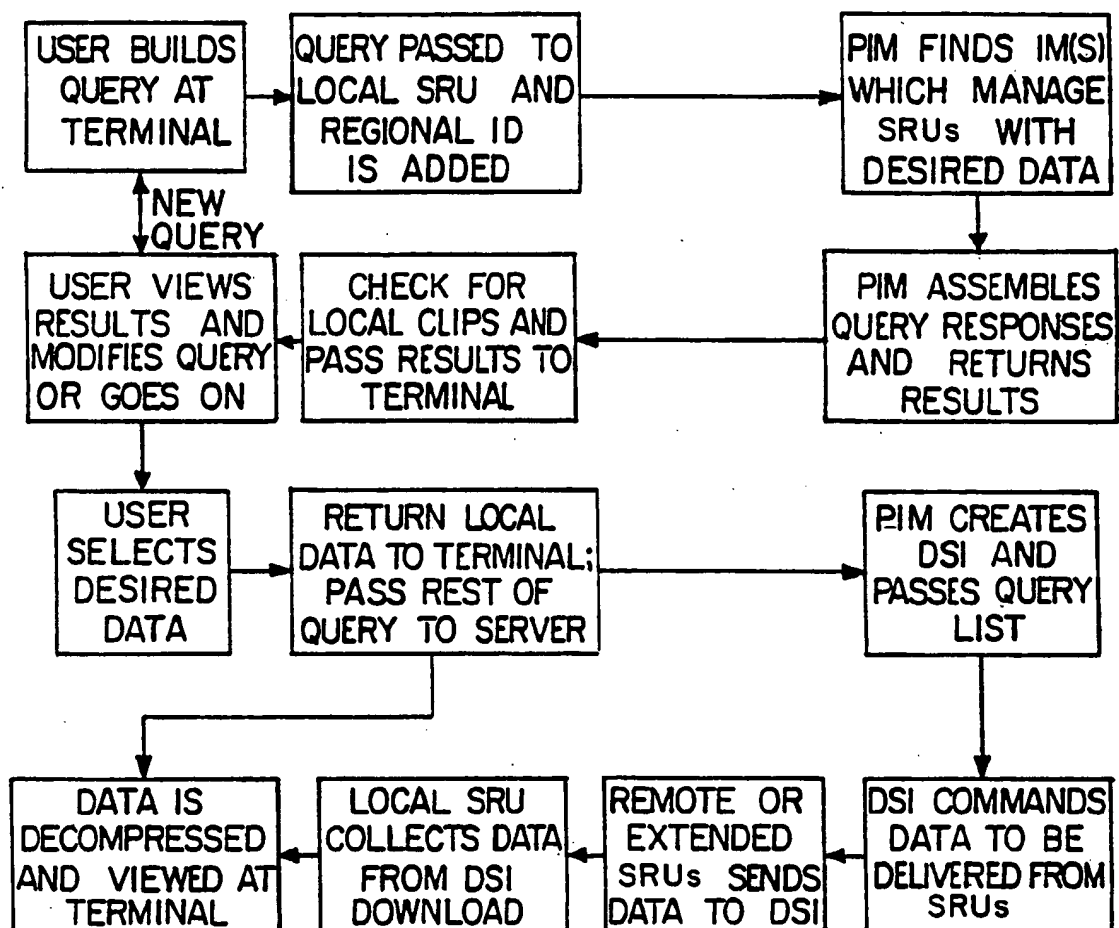 USER BUILDS
QUERY AT
TERMINAL
QUERY PASSED TO
LOCAL SRU AND
REGIONAL ID
IS ADDED
PIM FINDS IM(S)
WHICH MANAGE
SRUs WITH
DESIRED DATA
NEW
QUERY
USER VIEWS
RESULTS AND
MODIFIES QUERY
OR GOES ON
CHECK FOR
LOCAL CLIPS AND
PASS RESULTS TO
TERMINAL
PIM ASSEMBLES
QUERY RESPONSES
AND RETURNS
RESULTS
USER
SELECTS
DESIRED
DATA
RETURN LOCAL
DATA TO TERMINAL;
PASS REST OF
QUERY TO SERVER
PIM CREATES
DSI AND
PASSES QUERY
LIST
DATA IS
DECOMPRESSED
AND VIEWED AT
TERMINAL
LOCAL SRU
COLLECTS DATA
FROM DSI
DOWNLOAD
REMOTE OR
EXTENDED
SRUs SENDS
DATA TO DSI
DSI COMMANDS
DATA TO BE
DELIVERED FROM
SRUs